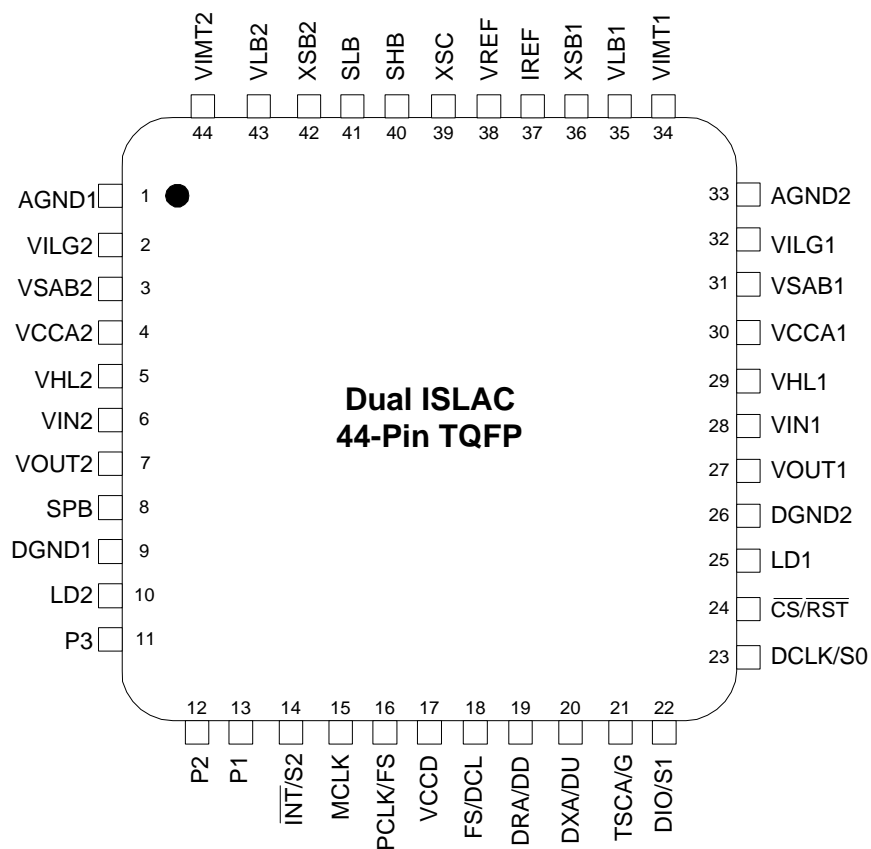 VIMT2
VLB2
XSB2
SLB
SHB
XSC
VREF
IREF
XSB1
VLB1
VIMT1
44
43
42
41
40
39
38
37
36
35
34
AGND1
1
VILG2
2
VSAB2
3
VCCA2
4
VHL2
5
VIN2
6
VOUT2
7
SPB
8
DGND1
9
LD2
10
P3
11
Dual ISLAC
44-Pin TQFP
33
AGND2
32
VILG1
31
VSAB1
30
VCCA1
29
VHL1
28
VIN1
27
VOUT1
26
DGND2
25
LD1
24
C̅S̅/R̅S̅T̅
23
DCLK/S0
12
13
14
15
16
17
18
19
20
21
22
P2
P1
I̅N̅T̅/S2
MCLK
PCLK/FS
VCCD
FS/DCL
DRA/DD
DXA/DU
TSCA/G
DIO/S1